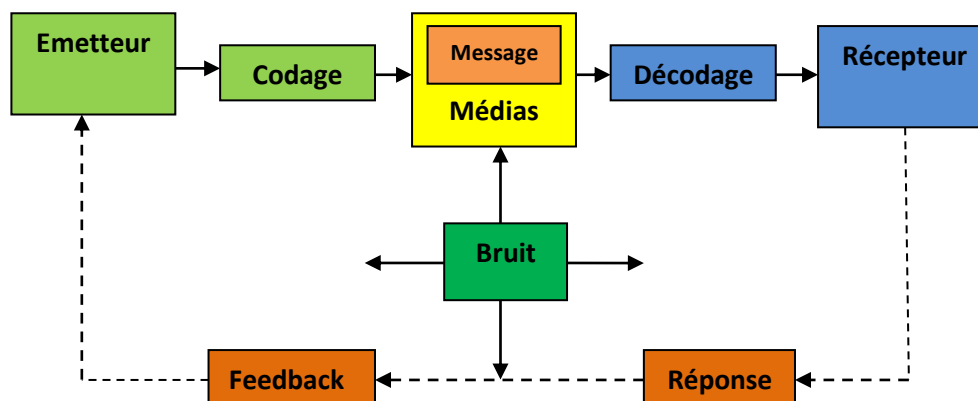 Emetteur
Codage
Message
Médias
Décodage
Récepteur
Bruit
Feedback
Réponse